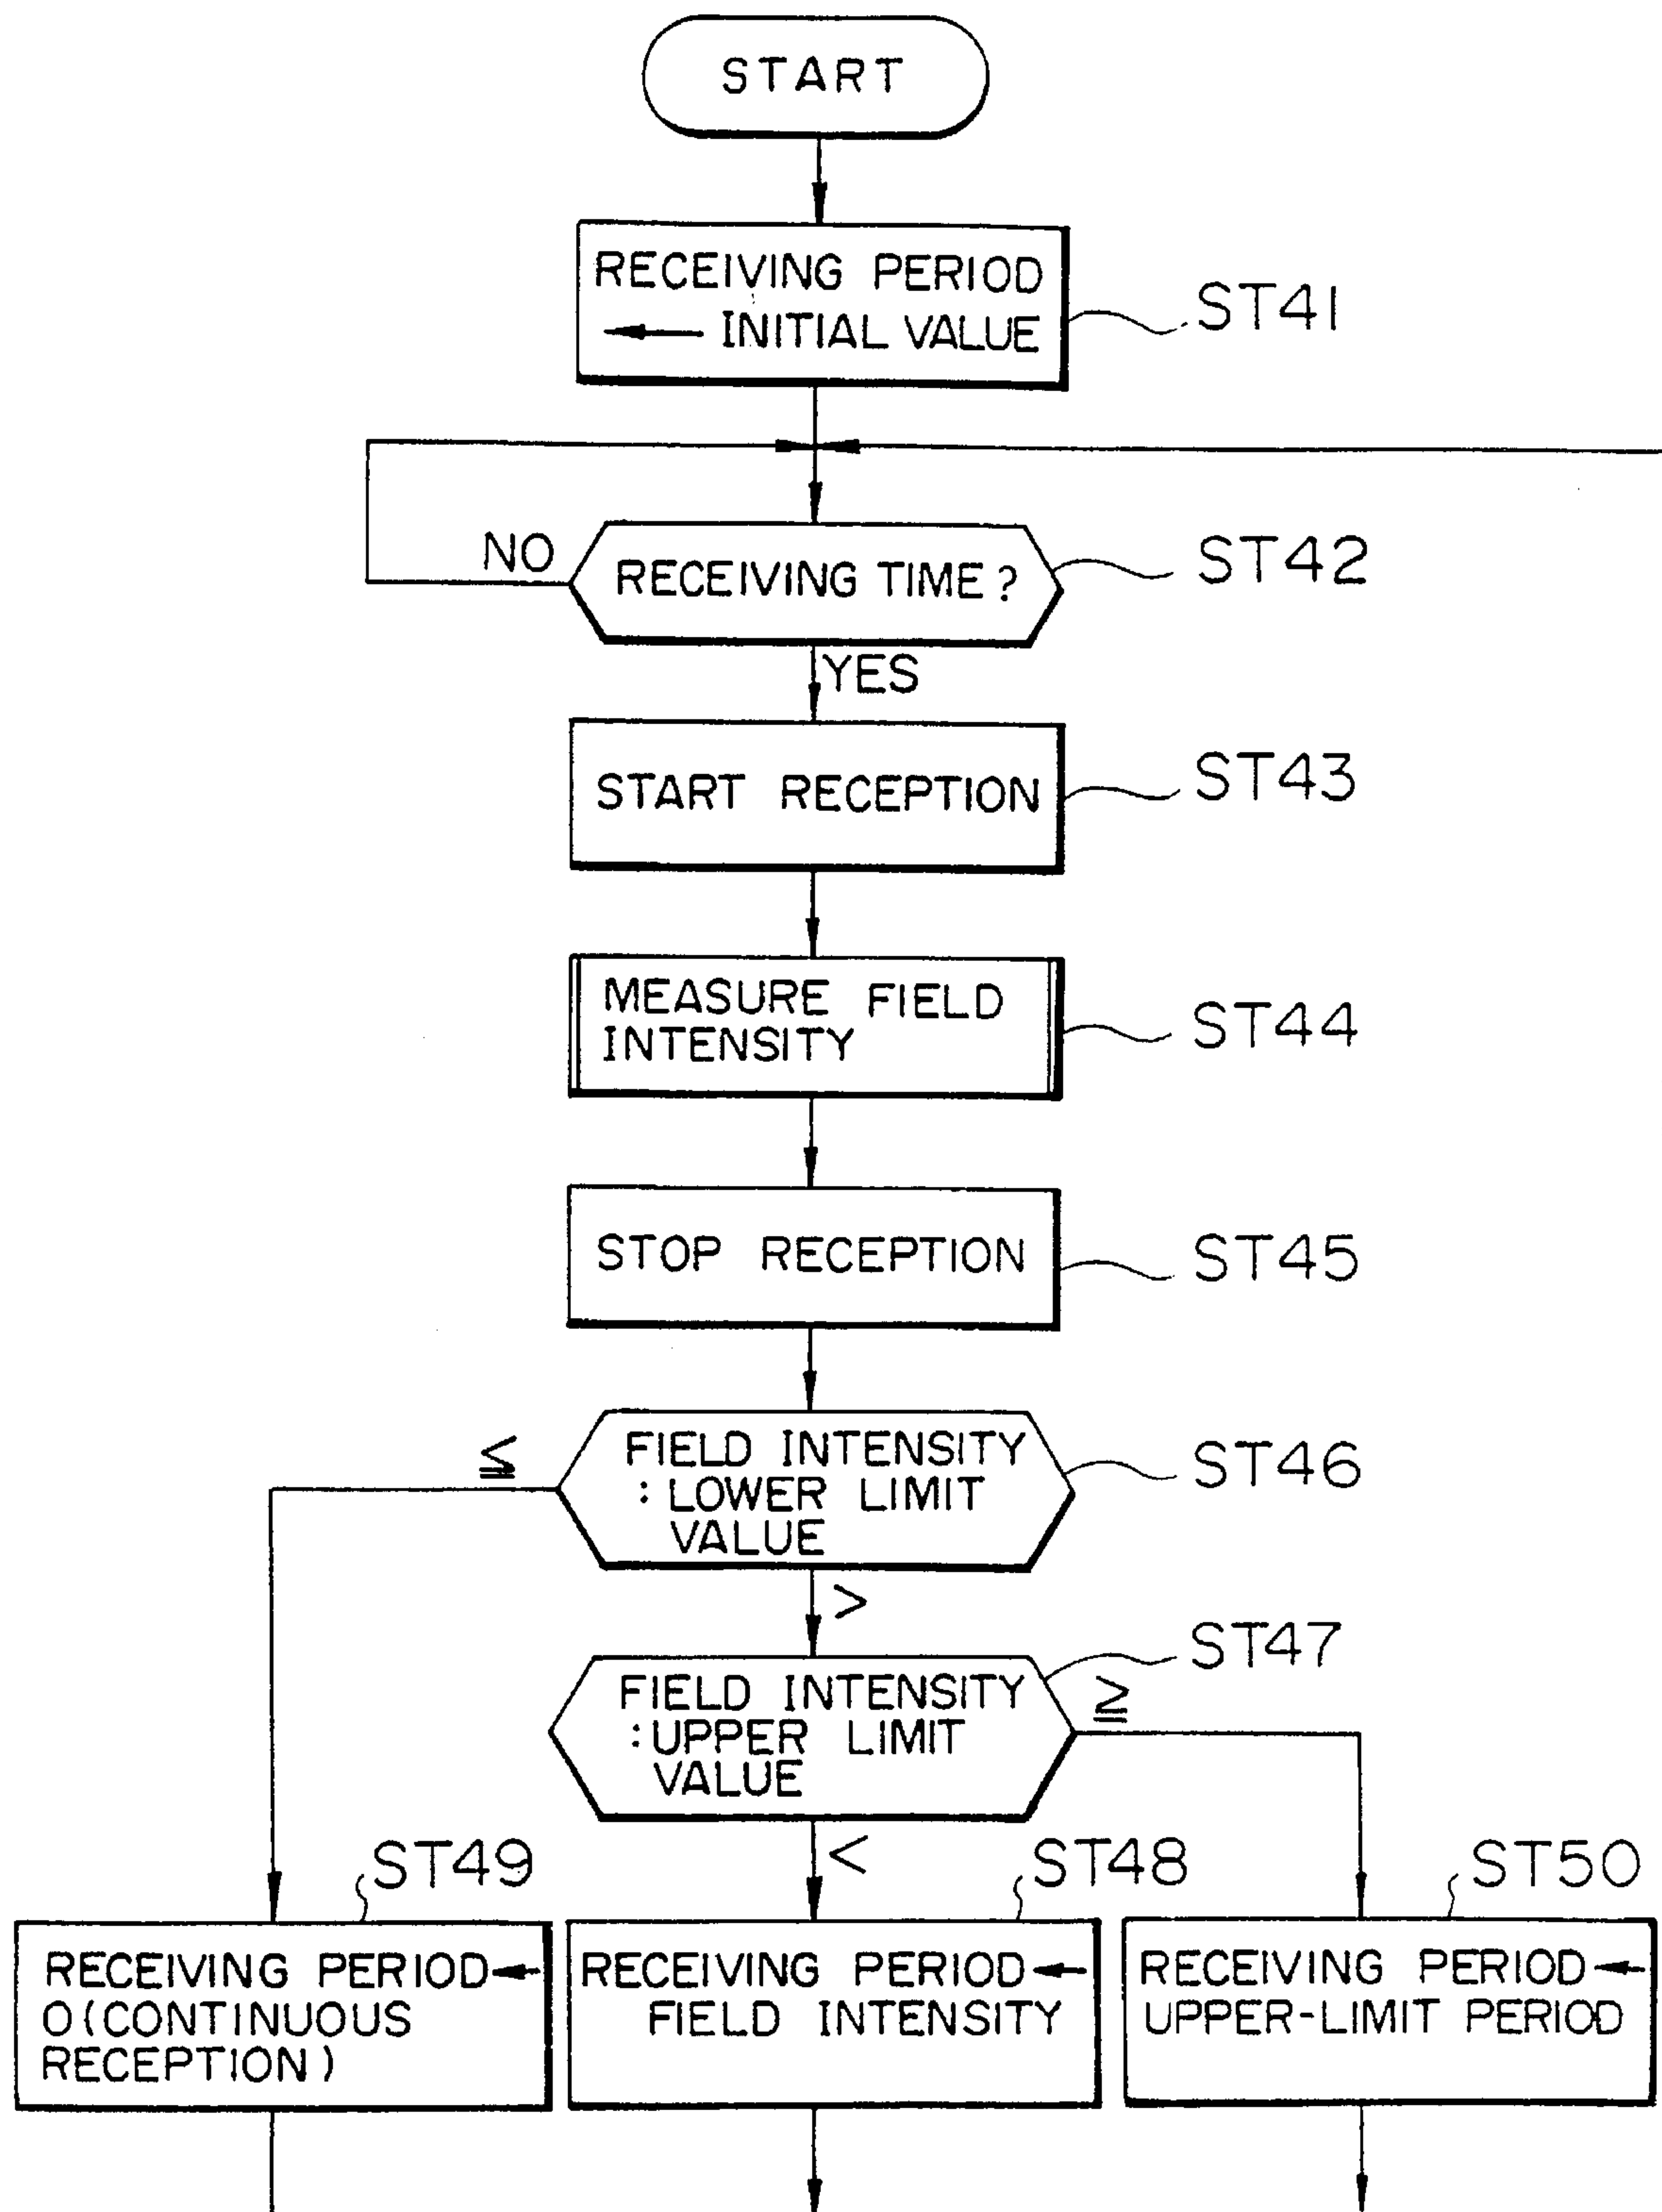 START
RECEIVING PERIOD
← INITIAL VALUE
ST41
NO
RECEIVING TIME?
ST42
YES
START RECEPTION
ST43
MEASURE FIELD
INTENSITY
ST44
STOP RECEPTION
ST45
≦
FIELD INTENSITY
: LOWER LIMIT
VALUE
ST46
>
ST47
FIELD INTENSITY
: UPPER LIMIT
VALUE
≧
<
ST49
RECEIVING PERIOD ←
0 (CONTINUOUS
RECEPTION)
ST48
RECEIVING PERIOD ←
FIELD INTENSITY
ST50
RECEIVING PERIOD ←
UPPER-LIMIT PERIOD